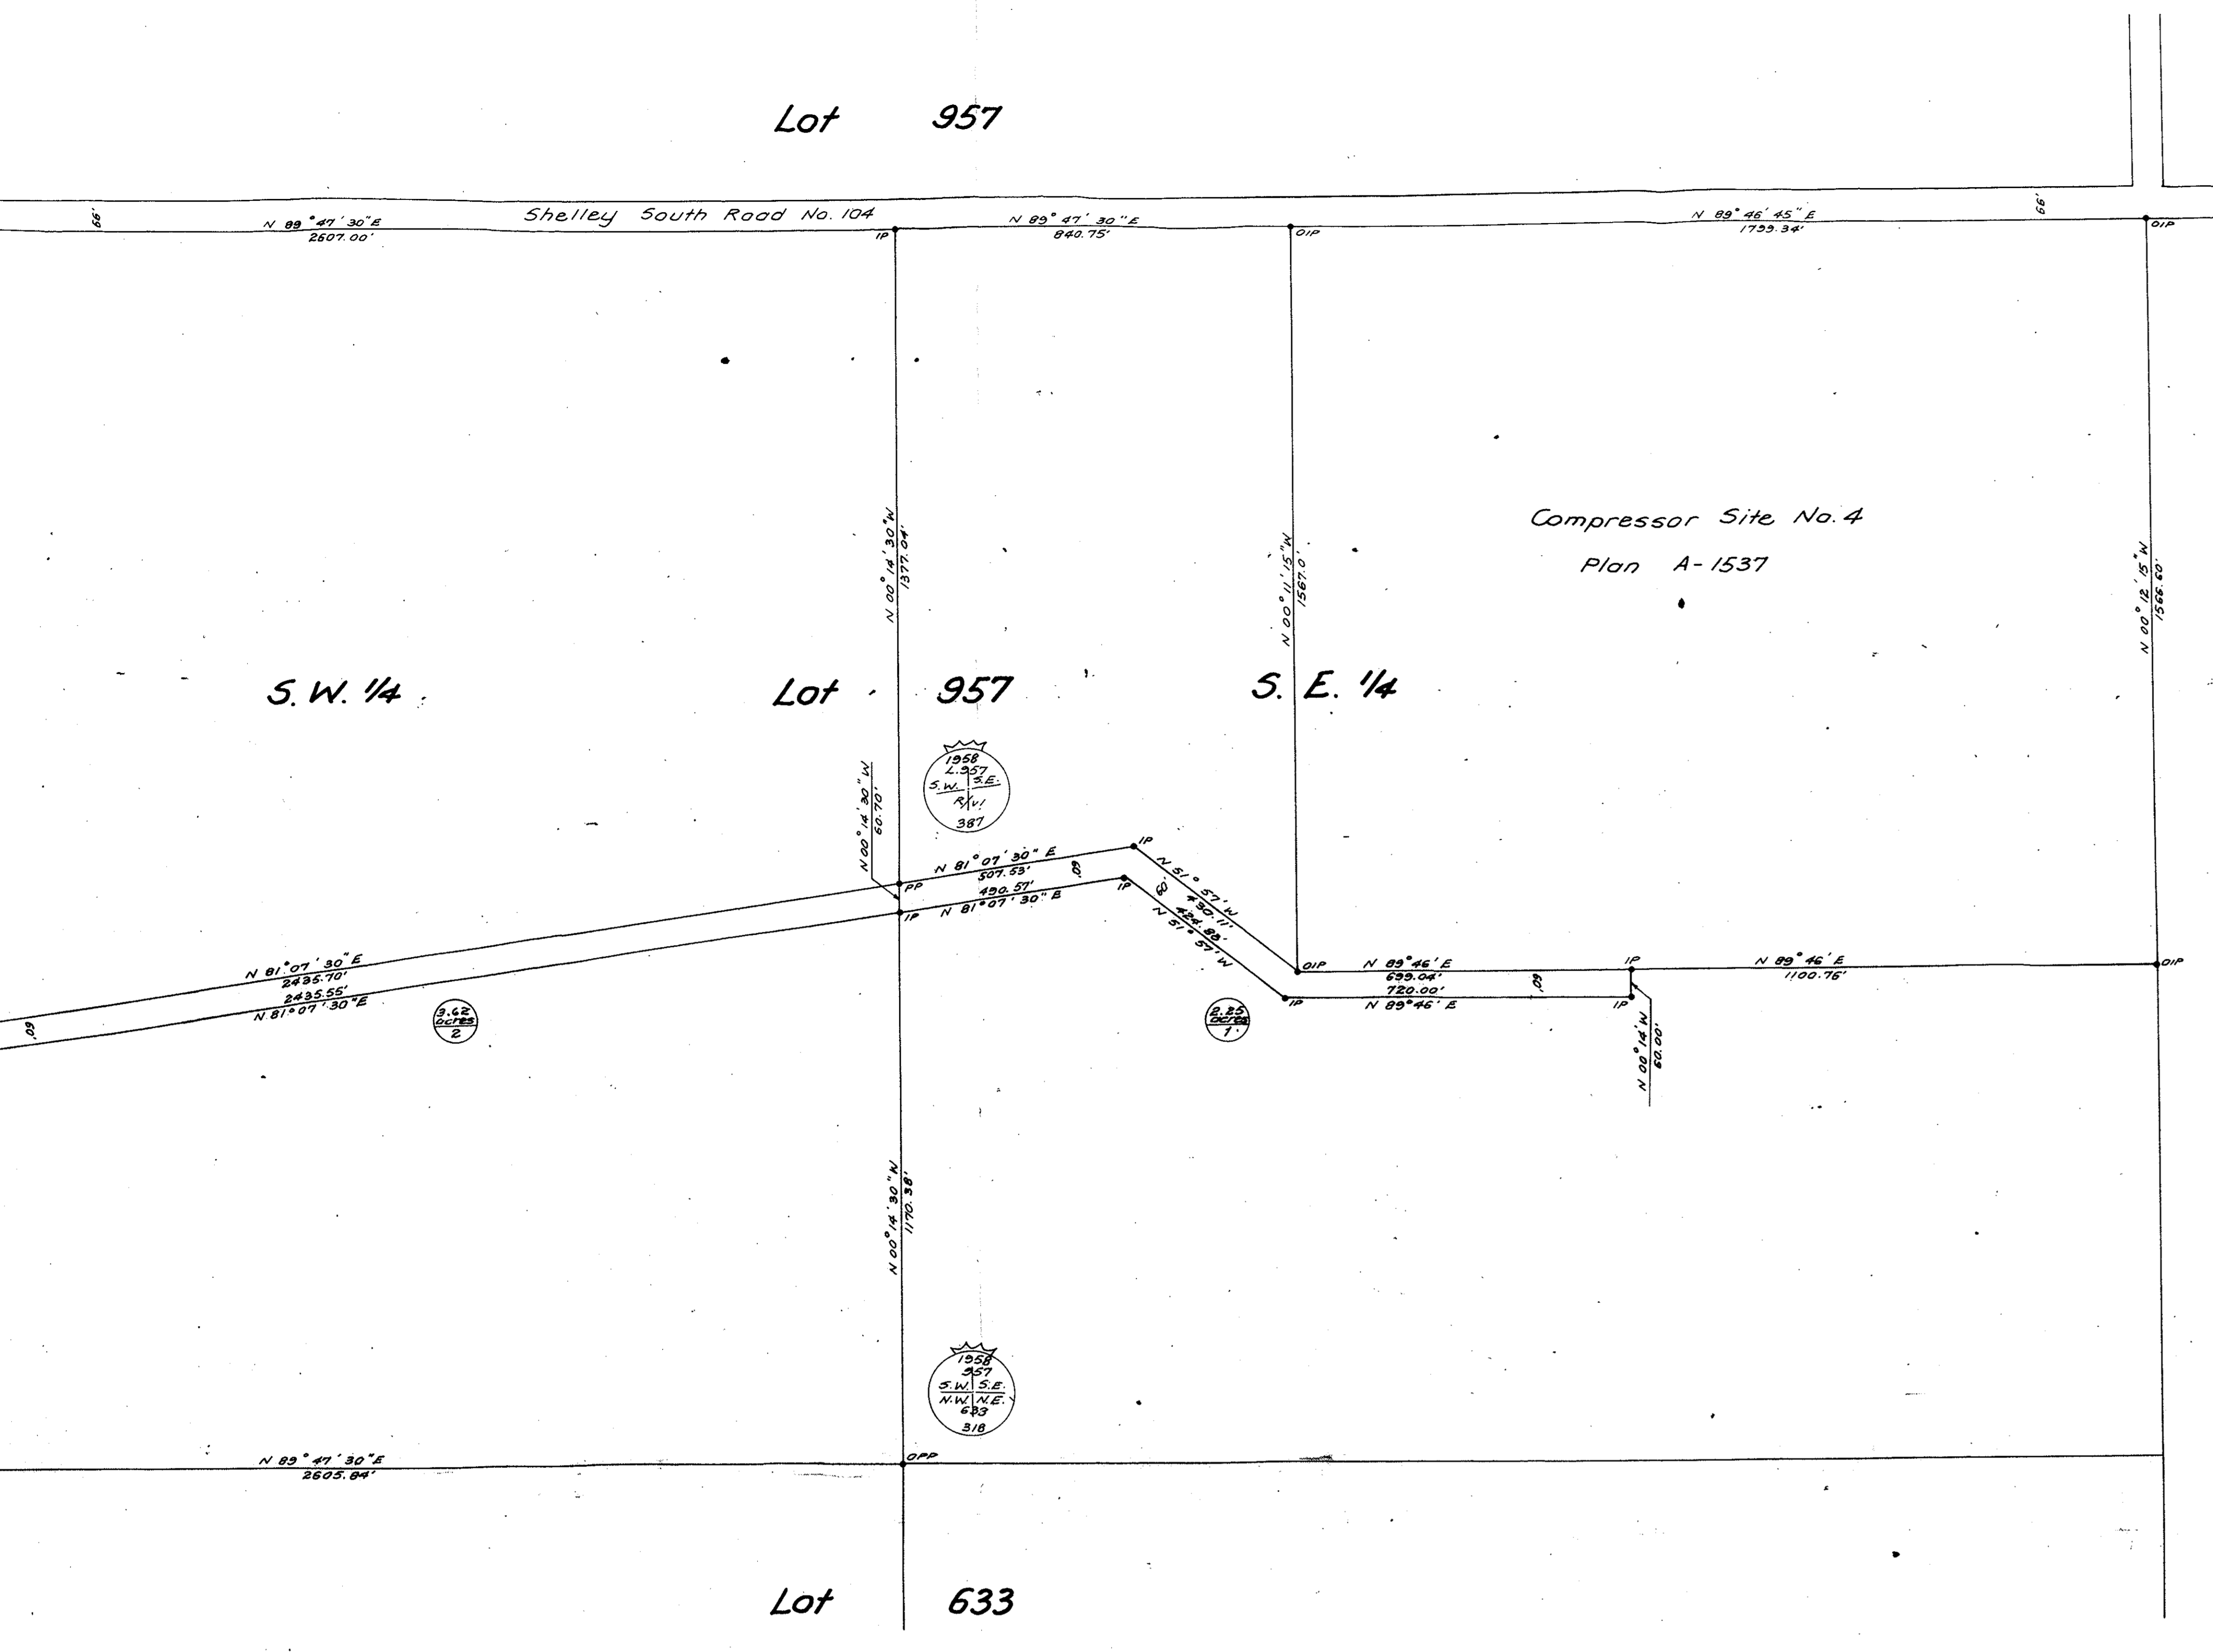 Lot 957
66'
N 89° 47' 30" E
2607.00'
Shelley South Road No. 104
IP
N 89° 47' 30" E
840.75'
OIP
N 89° 46' 45" E
1799.34'
66'
OIP
N 00° 14' 30" W
1377.04'
N 00° 11' 15" W
1567.0'
Compressor Site No. 4
Plan A-1537
N 00° 12' 15" W
1566.60'
S. W. 1/4
Lot 957
S. E. 1/4
1958
L.957
S.W. S.E.
R/W
387
N 00° 14' 30" W
60.70'
N 81° 07' 30" E
507.53'
490.57'
N 81° 07' 30" E
60'
PP
IP
IP
IP
N 51° 57' W
430.11'
424.88'
N 51° 57' W
OIP
N 89° 46' E
699.04'
720.00'
N 89° 46' E
60'
IP
IP
IP
N 89° 46' E
1100.76'
OIP
N 00° 14' W
60.00'
N 81° 07' 30" E
2435.70'
2435.55'
N 81° 07' 30" E
60'
3.62
acres
2
2.25
acres
1
N 00° 14' 30" W
1170.38'
1958
957
S.W. S.E.
N.W. N.E.
633
318
N 89° 47' 30" E
2605.84'
OPP
Lot 633